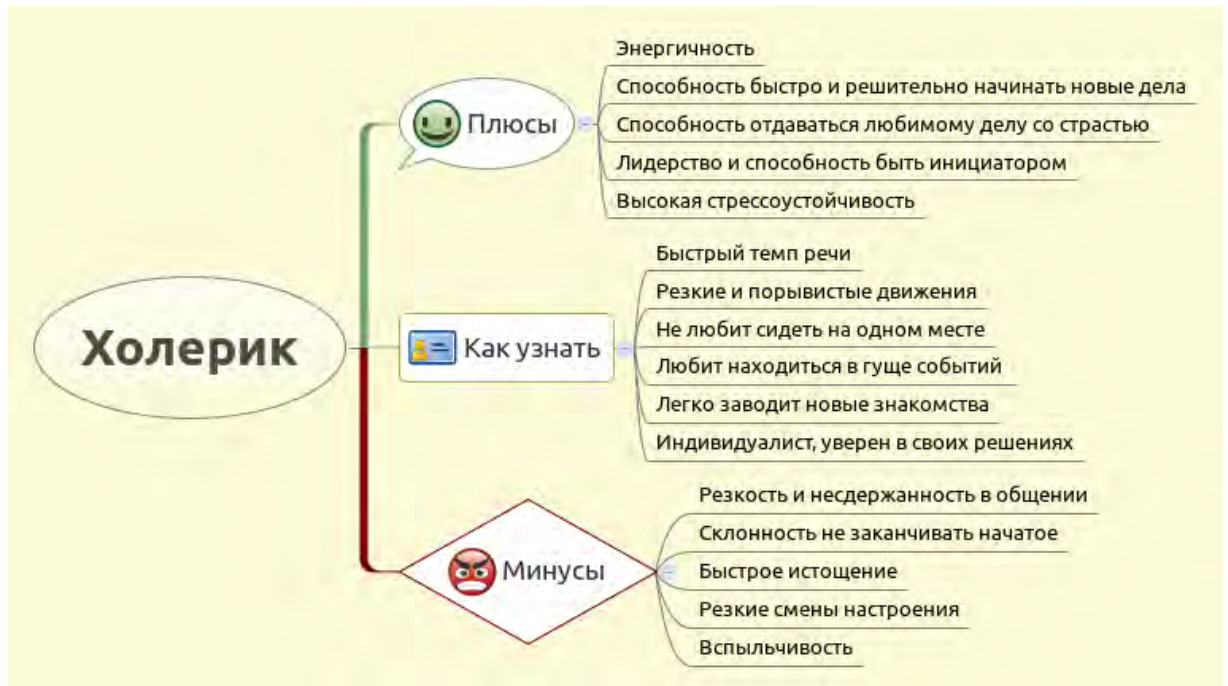 Холерик
Плюсы
Энергичность
Способность быстро и решительно начинать новые дела
Способность отдаваться любимому делу со страстью
Лидерство и способность быть инициатором
Высокая стрессоустойчивость
Как узнать
Быстрый темп речи
Резкие и порывистые движения
Не любит сидеть на одном месте
Любит находиться в гуще событий
Легко заводит новые знакомства
Индивидуалист, уверен в своих решениях
Минусы
Резкость и несдержанность в общении
Склонность не заканчивать начатое
Быстрое истощение
Резкие смены настроения
Вспыльчивость